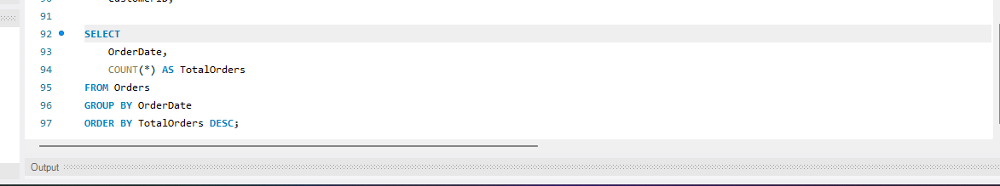 91
92 SELECT
93 OrderDate,
94 COUNT(*) AS TotalOrders
95 FROM Orders
96 GROUP BY OrderDate
97 ORDER BY TotalOrders DESC;
Output